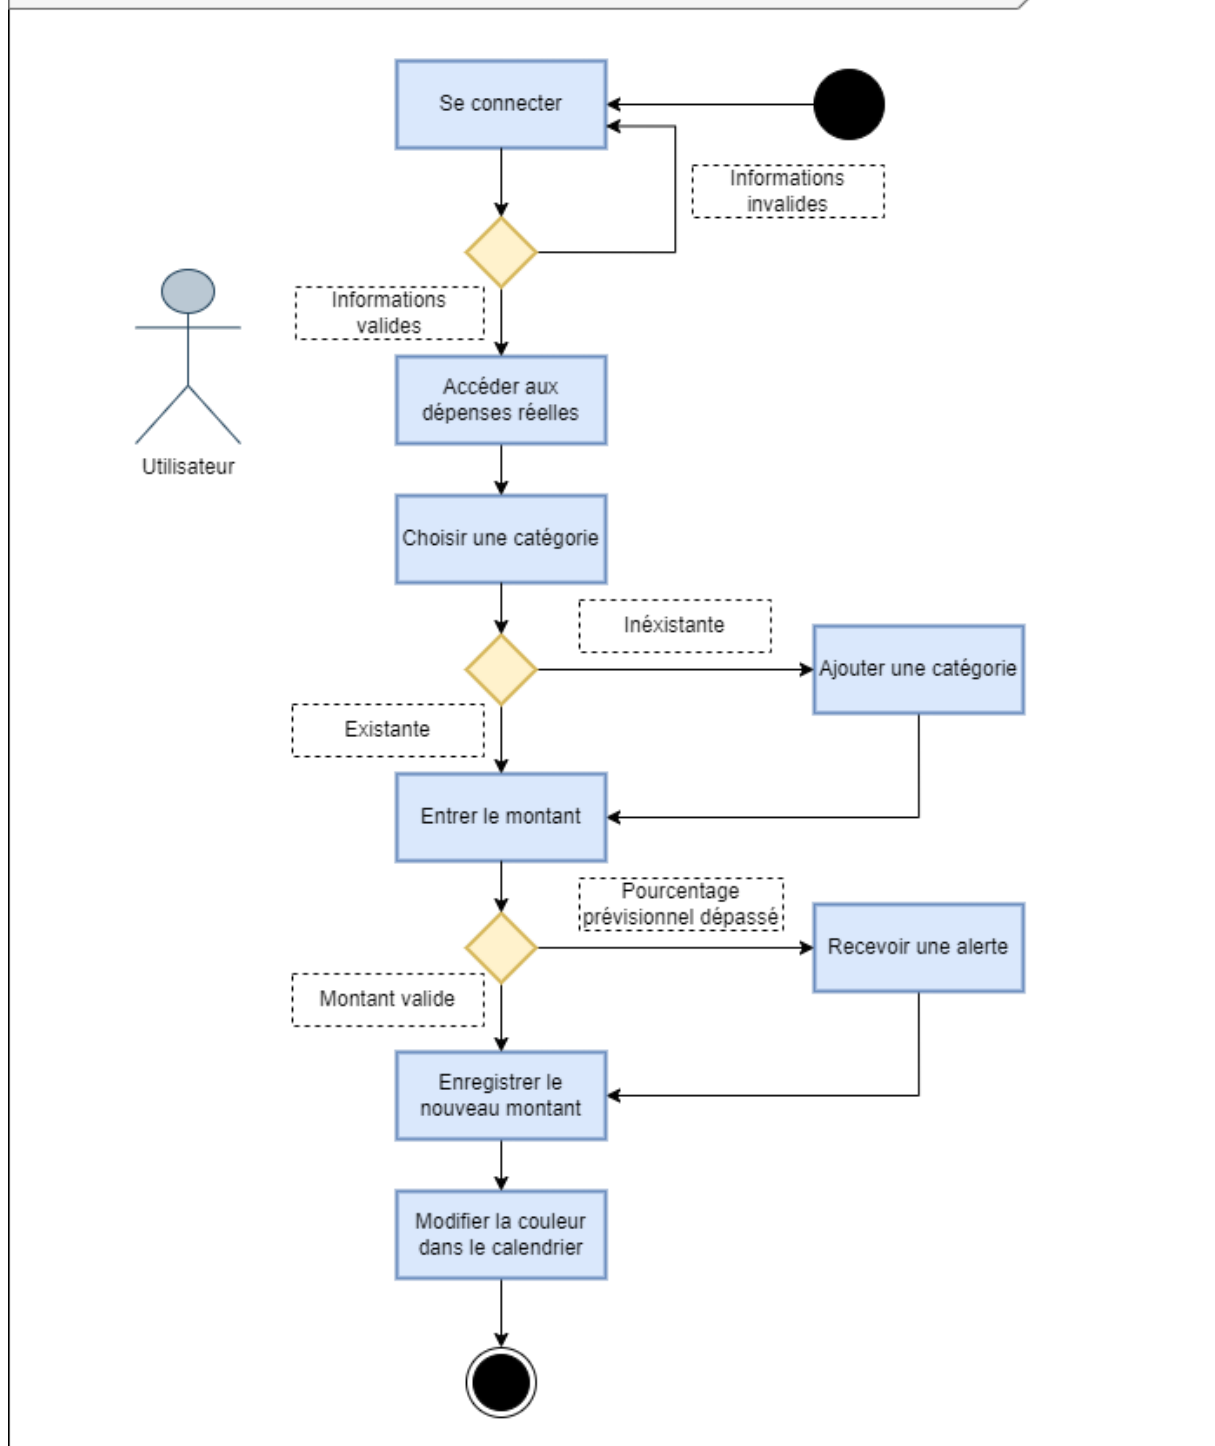 Se connecter
Informations
invalides
Informations
valides
Accéder aux
dépenses réelles
Utilisateur
Choisir une catégorie
Inéxistante
Ajouter une catégorie
Existante
Entrer le montant
Pourcentage
prévisionnel dépassé
Recevoir une alerte
Montant valide
Enregistrer le
nouveau montant
Modifier la couleur
dans le calendrier